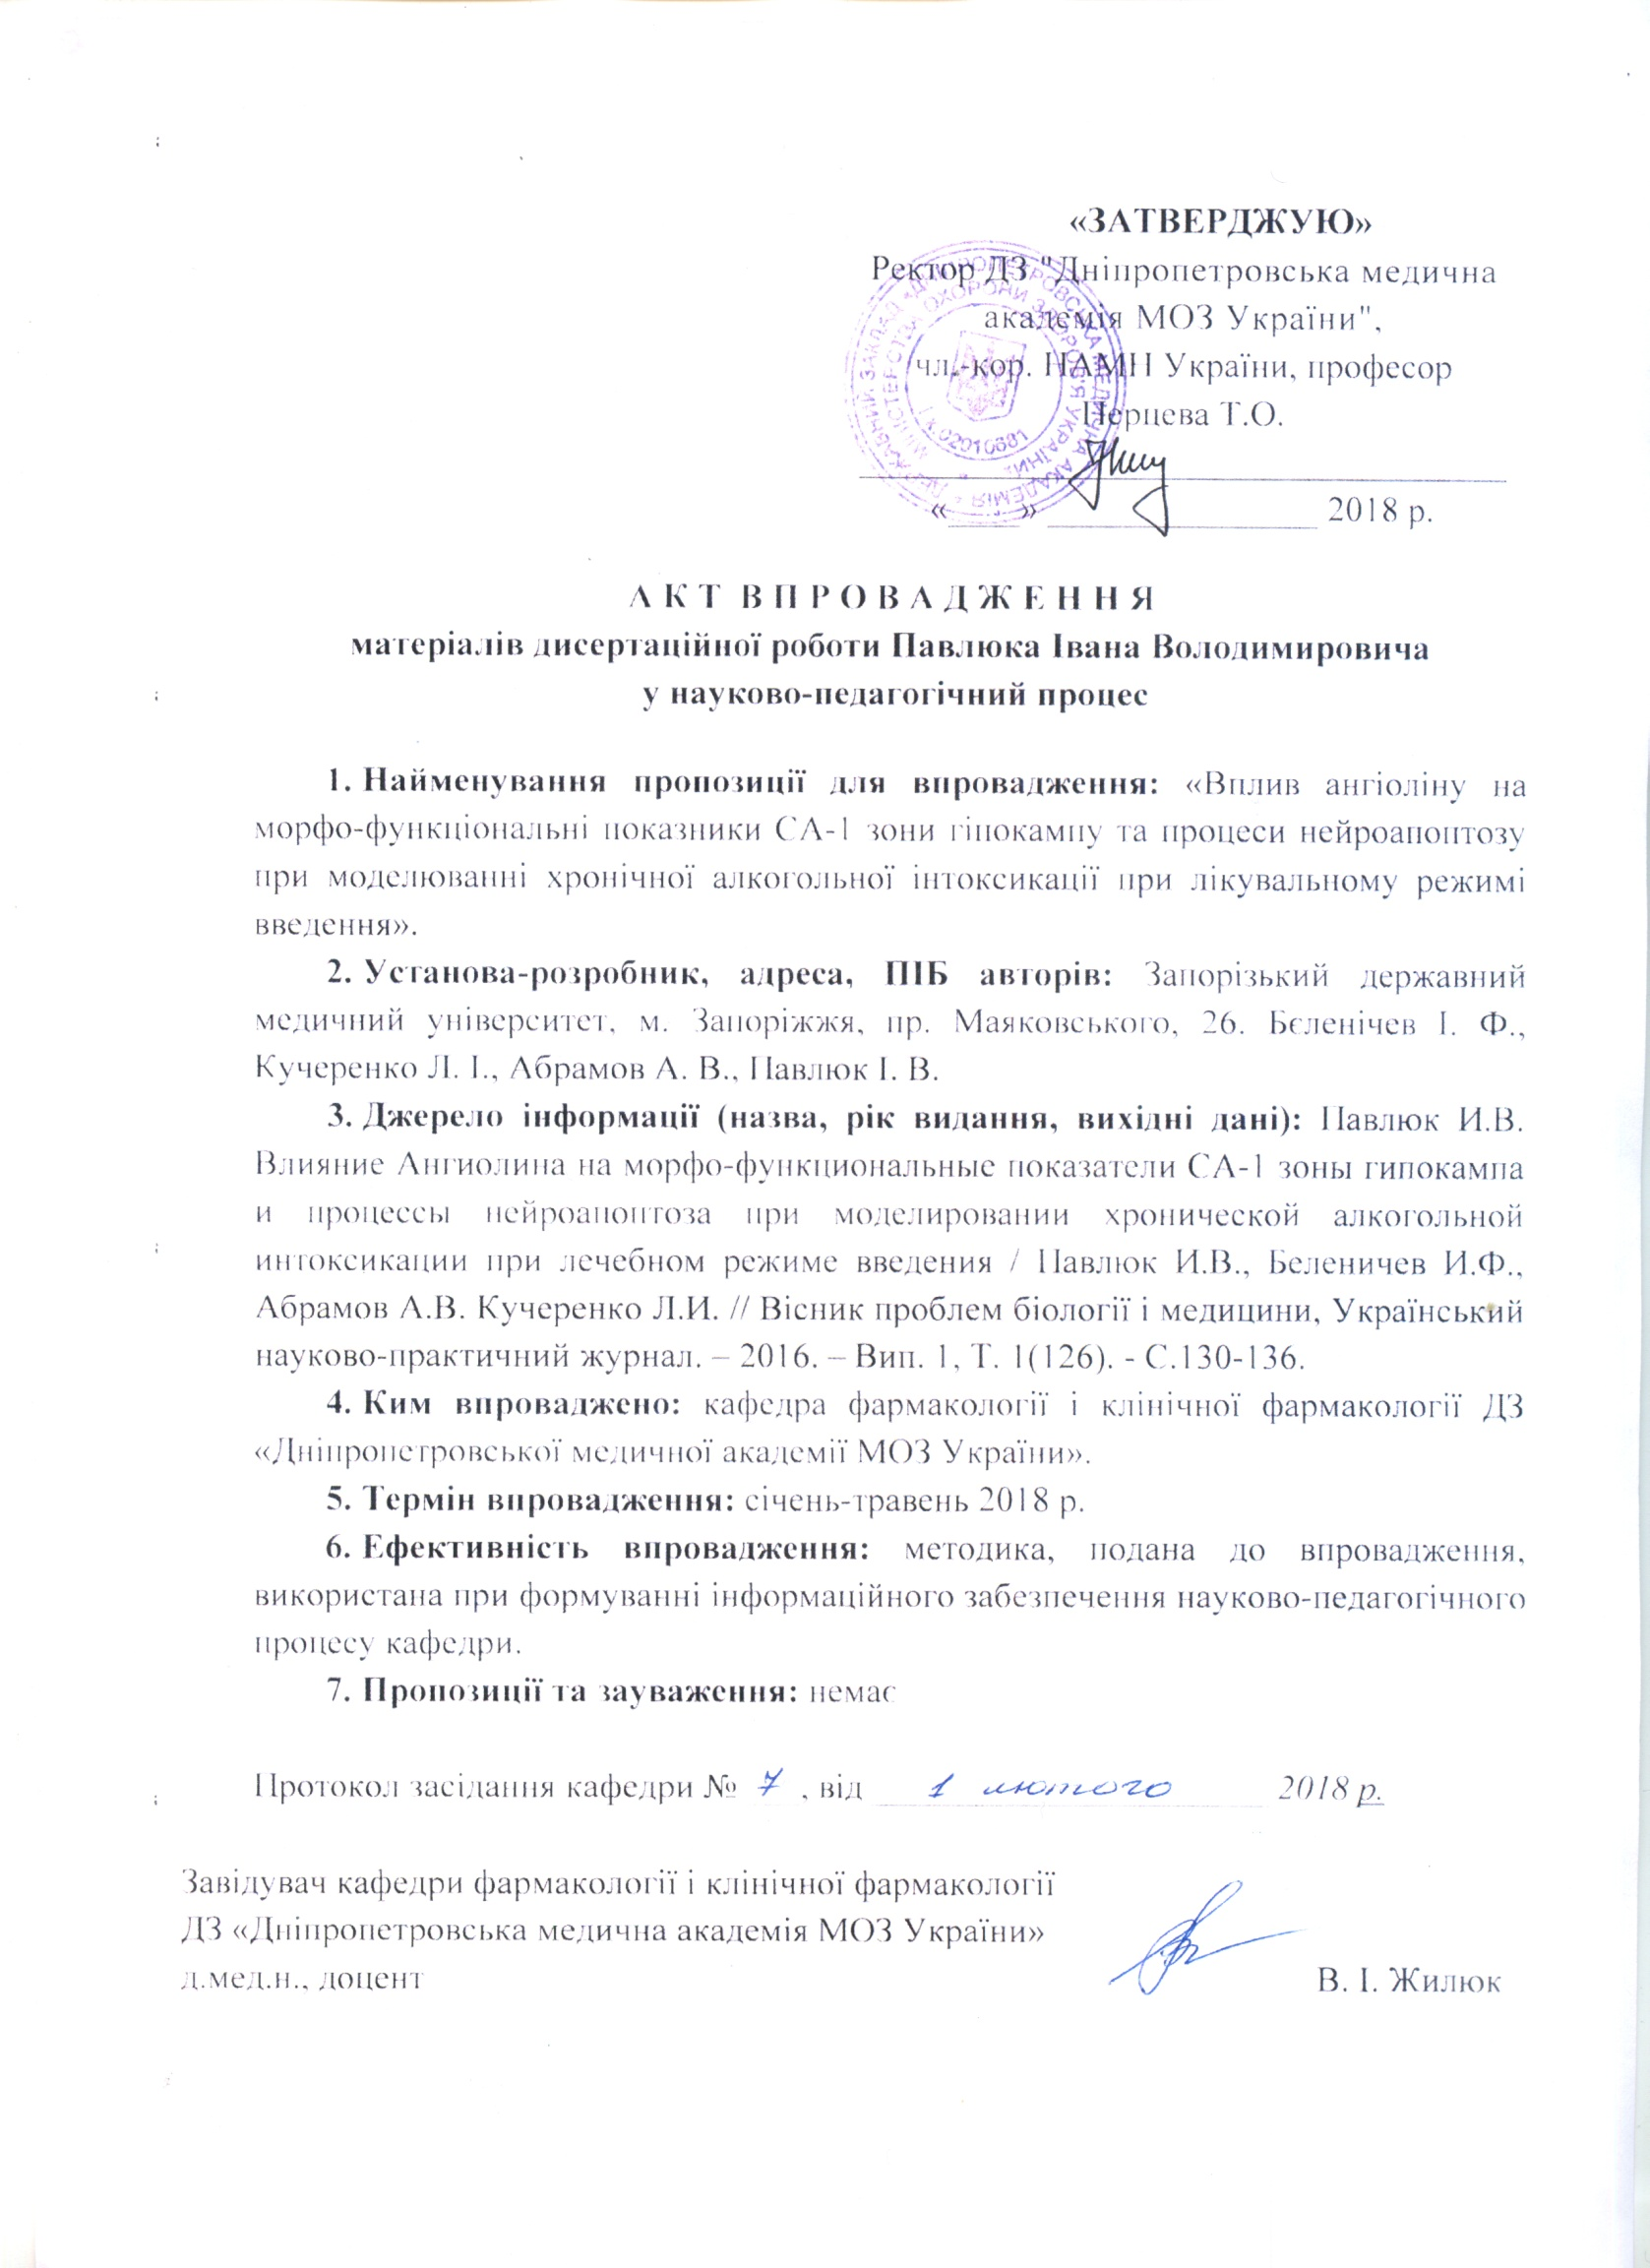 «ЗАТВЕРДЖУЮ»
Ректор ДЗ "Дніпропетровська медична
академія МОЗ України",
чл.-кор. НАМН України, професор
Перцева Т.О.
«____» _______________ 2018 р.
А К Т В П Р О В А Д Ж Е Н Н Я
матеріалів дисертаційної роботи Павлюка Івана Володимировича
у науково-педагогічний процес
1. Найменування пропозиції для впровадження: «Вплив ангіоліну на
морфо-функціональні показники СА-1 зони гіпокампу та процеси нейроапоптозу
при моделюванні хронічної алкогольної інтоксикації при лікувальному режимі
введення».
2. Установа-розробник, адреса, ПІБ авторів: Запорізький державний
медичний університет, м. Запоріжжя, пр. Маяковського, 26. Бєленічев І. Ф.,
Кучеренко Л. І., Абрамов А. В., Павлюк І. В.
3. Джерело інформації (назва, рік видання, вихідні дані): Павлюк И.В.
Влияние Ангиолина на морфо-функциональные показатели СА-1 зоны гипокампа
и процессы нейроапоптоза при моделировании хронической алкогольной
интоксикации при лечебном режиме введения / Павлюк И.В., Беленичев И.Ф.,
Абрамов А.В. Кучеренко Л.И. // Вісник проблем біології і медицини, Український
науково-практичний журнал. – 2016. – Вип. 1, Т. 1(126). - С.130-136.
4. Ким впроваджено: кафедра фармакології і клінічної фармакології ДЗ
«Дніпропетровської медичної академії МОЗ України».
5. Термін впровадження: січень-травень 2018 р.
6. Ефективність впровадження: методика, подана до впровадження,
використана при формуванні інформаційного забезпечення науково-педагогічного
процесу кафедри.
7. Пропозиції та зауваження: немає
Протокол засідання кафедри № 7 , від 1 лютого 2018 р.
Завідувач кафедри фармакології і клінічної фармакології
ДЗ «Дніпропетровська медична академія МОЗ України»
д.мед.н., доцент В. І. Жилюк